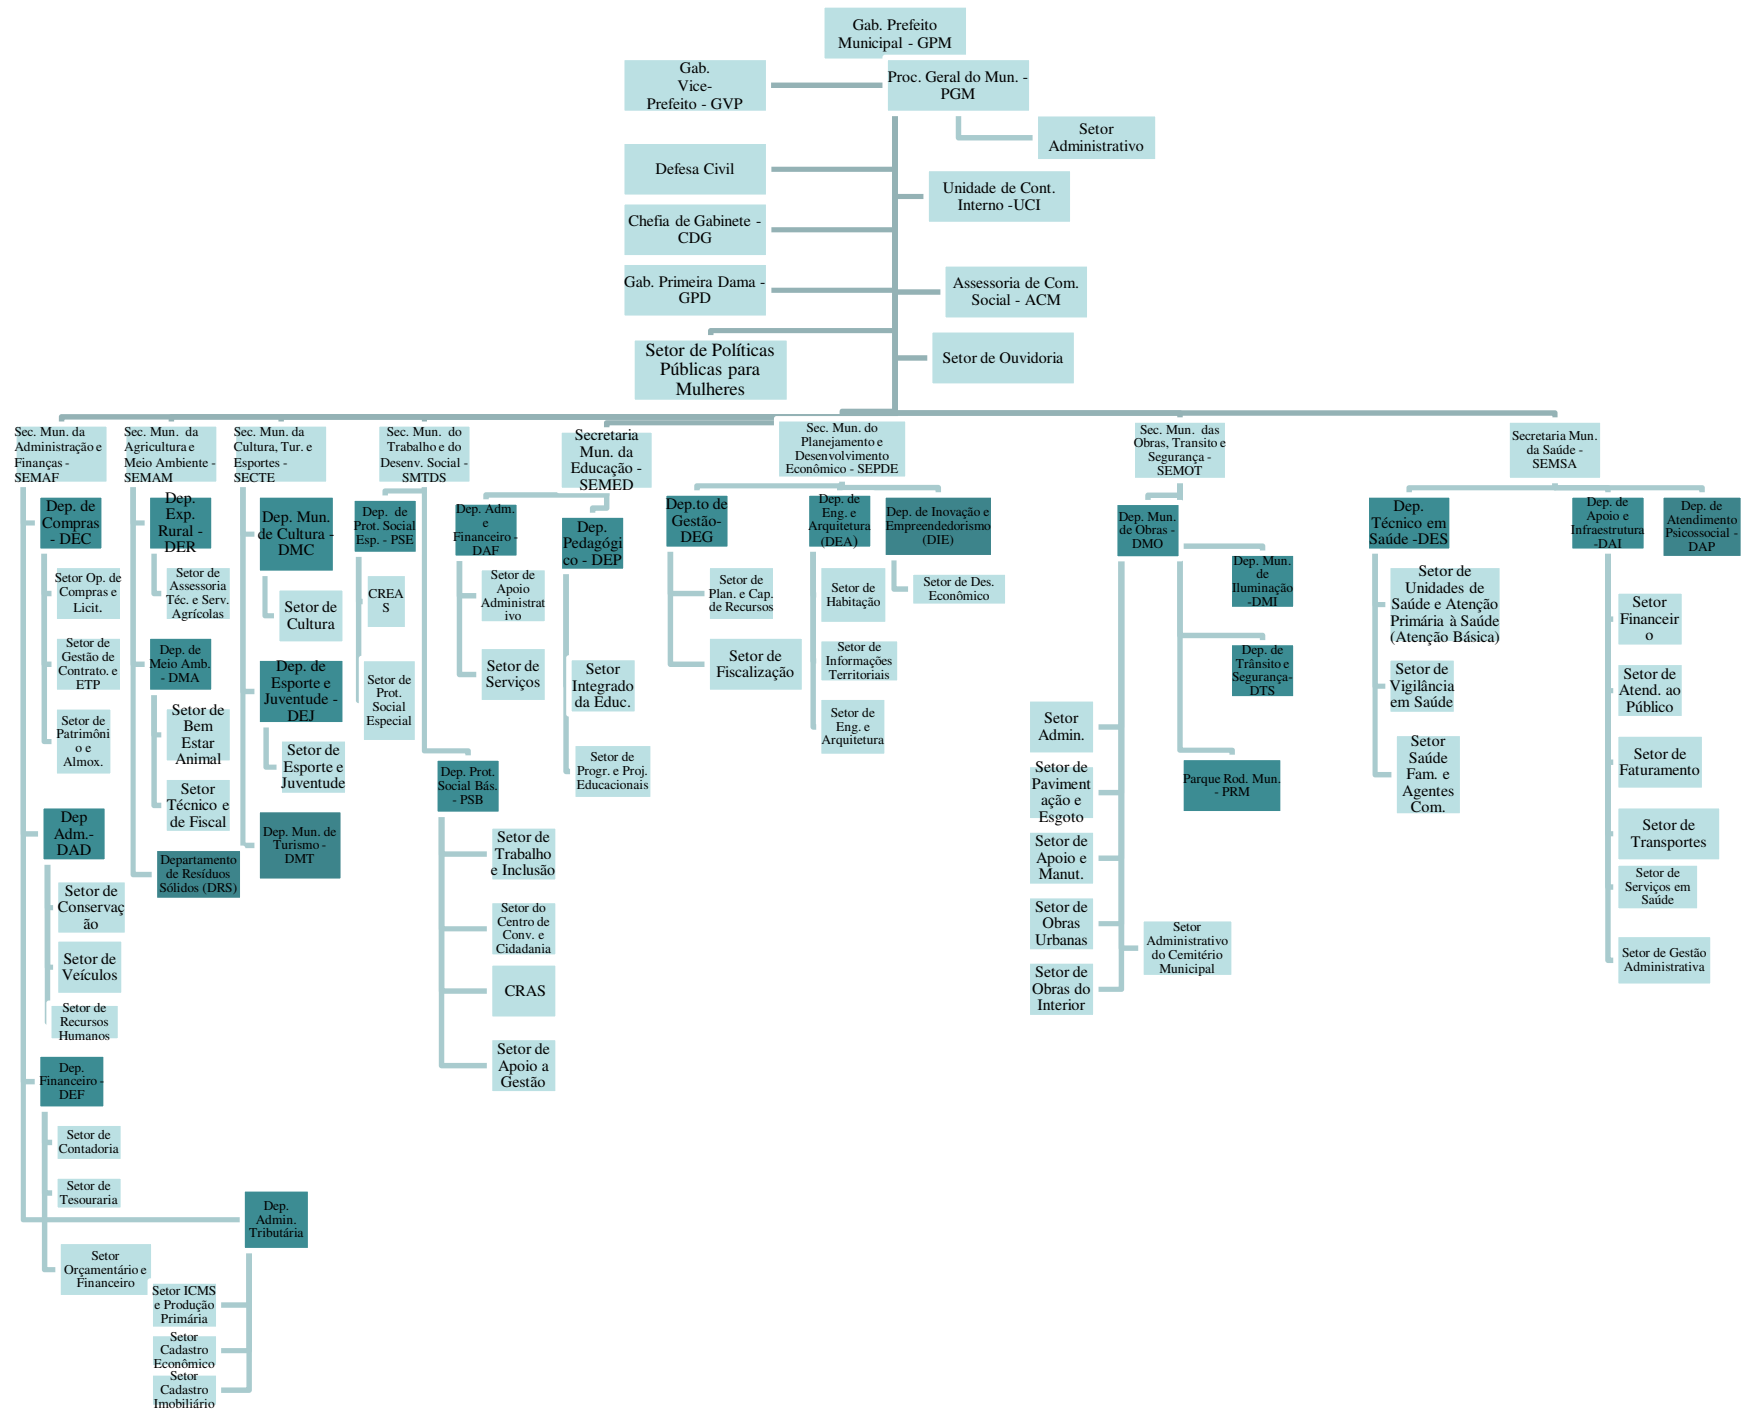 Gab. Prefeito
Municipal - GPM
Gab.
Vice-
Prefeito - GVP
Proc. Geral do Mun. -
PGM
Setor
Administrativo
Defesa Civil
Unidade de Cont.
Interno -UCI
Chefia de Gabinete -
CDG
Gab. Primeira Dama -
GPD
Assessoria de Com.
Social - ACM
Setor de Políticas
Públicas para
Mulheres
Setor de Ouvidoria
Sec. Mun. da
Administração e
Finanças -
SEMAF
Dep. de
Compras
- DEC
Setor Op. de
Compras e
Licit.
Setor de
Gestão de
Contrato. e
ETP
Setor de
Patrimôni
o e
Almox.
Dep
Adm.-
DAD
Setor de
Conservaç
ão
Setor de
Veículos
Setor de
Recursos
Humanos
Dep.
Financeiro -
DEF
Setor de
Contadoria
Setor de
Tesouraria
Setor
Orçamentário e
Financeiro
Dep.
Admin.
Tributária
Setor ICMS
e Produção
Primária
Setor
Cadastro
Econômico
Setor
Cadastro
Imobiliário
Sec. Mun. da
Agricultura e
Meio Ambiente -
SEMAM
Dep.
Exp.
Rural -
DER
Setor de
Assessoria
Téc. e Serv.
Agrícolas
Dep. de
Meio Amb.
- DMA
Setor de
Bem
Estar
Animal
Setor
Técnico e
de Fiscal
Departamento
de Resíduos
Sólidos (DRS)
Sec. Mun. da
Cultura, Tur. e
Esportes -
SECTE
Dep. Mun.
de Cultura -
DMC
Setor de
Cultura
Dep. de
Esporte e
Juventude -
DEJ
Setor de
Esporte e
Juventude
Dep. Mun. de
Turismo -
DMT
Sec. Mun. do
Trabalho e do
Desenv. Social -
SMTDS
Dep. de
Prot. Social
Esp. - PSE
CREA
S
Setor de
Prot.
Social
Especial
Dep. Prot.
Social Bás.
- PSB
Setor de
Trabalho
e Inclusão
Setor do
Centro de
Conv. e
Cidadania
CRAS
Setor de
Apoio a
Gestão
Secretaria
Mun. da
Educação -
SEMED
Dep. Adm.
e
Financeiro -
DAF
Setor de
Apoio
Administrat
ivo
Setor de
Serviços
Dep.
Pedagógi
co - DEP
Setor
Integrado
da Educ.
Setor de
Progr. e Proj.
Educacionais
Sec. Mun. do
Planejamento e
Desenvolvimento
Econômico - SEPDE
Dep.to de
Gestão-
DEG
Setor de
Plan. e Cap.
de Recursos
Setor de
Fiscalização
Dep. de
Eng. e
Arquitetura
(DEA)
Setor de
Habitação
Setor de
Informações
Territoriais
Setor de
Eng. e
Arquitetura
Dep. de Inovação e
Empreendedorismo
(DIE)
Setor de Des.
Econômico
Sec. Mun. das
Obras, Transito e
Segurança -
SEMOT
Dep. Mun.
de Obras -
DMO
Dep. Mun.
de
Iluminação
-DMI
Dep. de
Trânsito e
Segurança-
DTS
Parque Rod. Mun.
- PRM
Setor
Admin.
Setor de
Paviment
ação e
Esgoto
Setor de
Apoio e
Manut.
Setor de
Obras
Urbanas
Setor
Administrativo
do Cemitério
Municipal
Setor de
Obras do
Interior
Secretaria Mun.
da Saúde -
SEMSA
Dep.
Técnico em
Saúde -DES
Setor de
Unidades de
Saúde e Atenção
Primária à Saúde
(Atenção Básica)
Setor de
Vigilância
em Saúde
Setor
Saúde
Fam. e
Agentes
Com.
Dep. de
Apoio e
Infraestrutura
-DAI
Setor
Financeir
o
Setor de
Atend. ao
Público
Setor de
Faturamento
Setor de
Transportes
Setor de
Serviços em
Saúde
Setor de Gestão
Administrativa
Dep. de
Atendimento
Psicossocial -
DAP